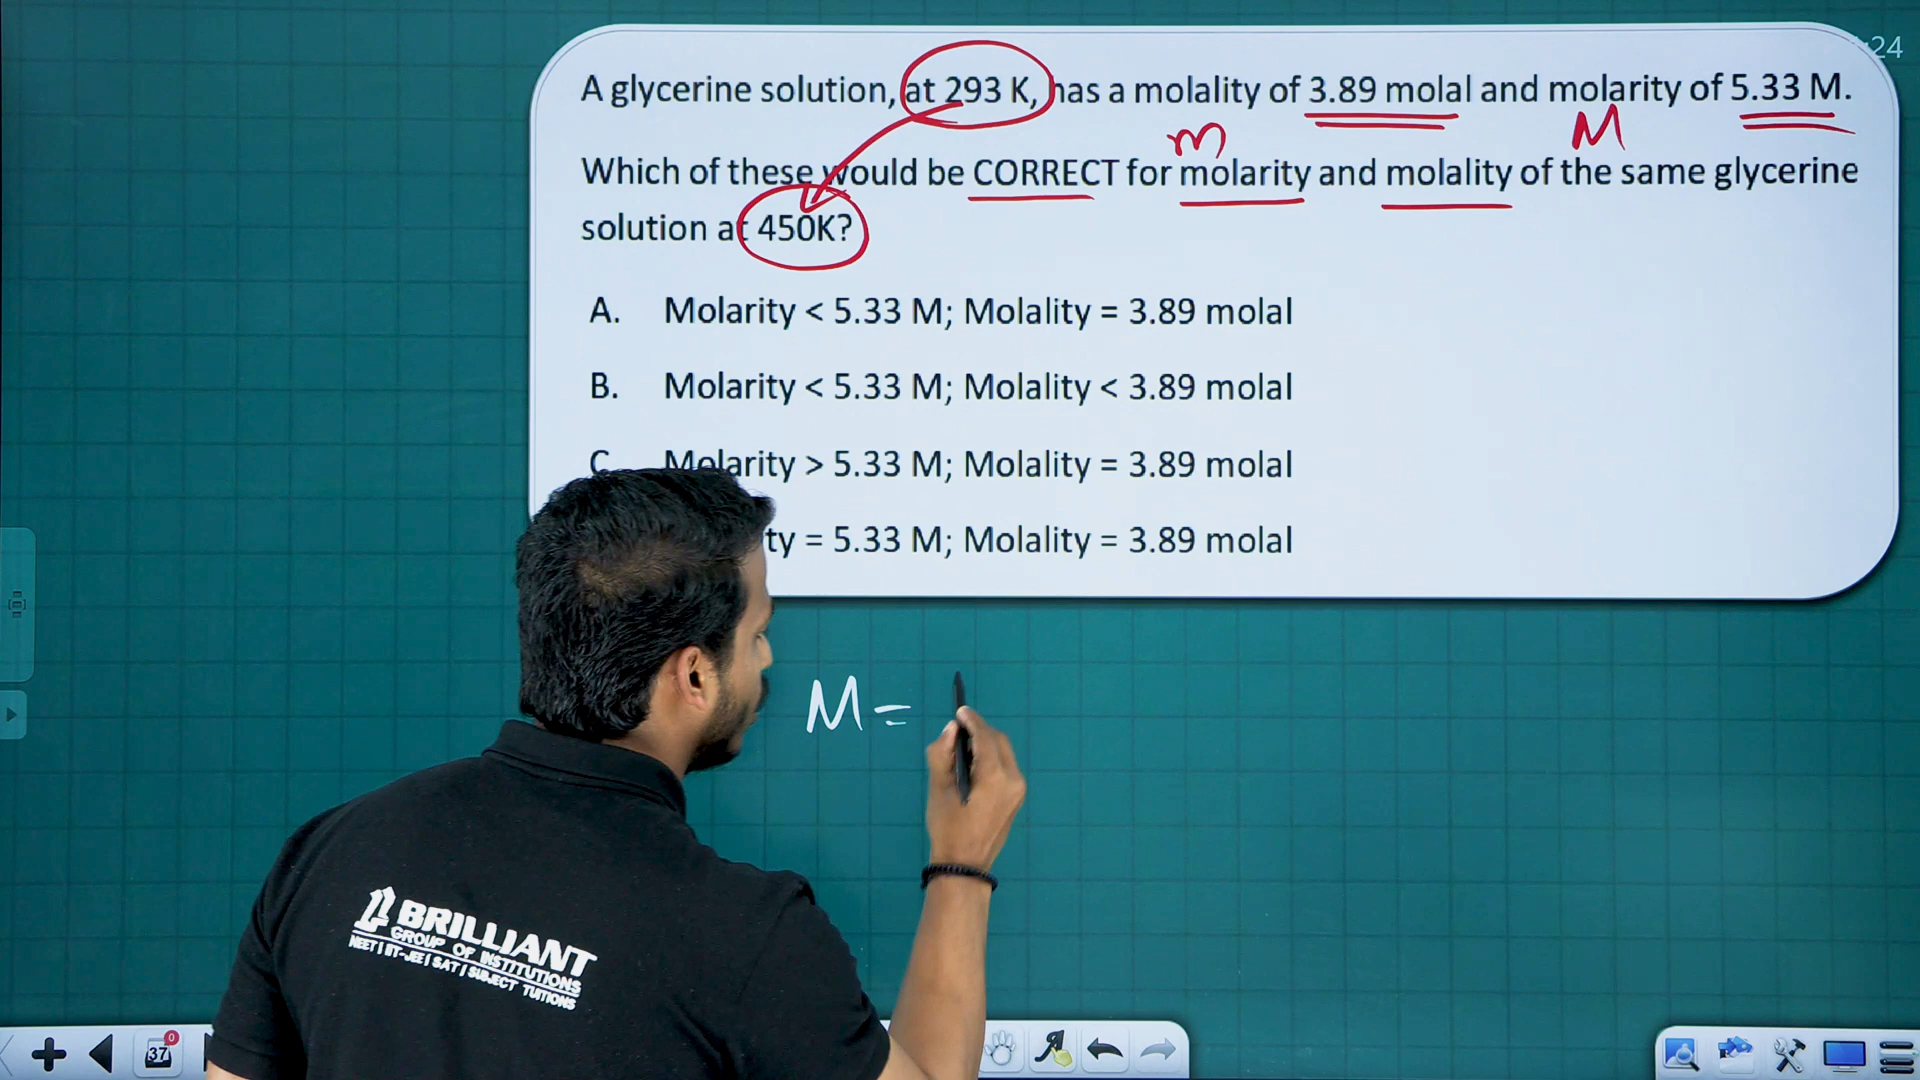 :24
A glycerine solution, at 293 K, has a molality of 3.89 molal and molarity of 5.33 M.
m M
Which of these would be CORRECT for molarity and molality of the same glycerine
solution at 450K?
A. Molarity < 5.33 M; Molality = 3.89 molal
B. Molarity < 5.33 M; Molality < 3.89 molal
C Molarity > 5.33 M; Molality = 3.89 molal
ty = 5.33 M; Molality = 3.89 molal
M =
BRILLIANT
GROUP OF INSTITUTIONS
NEET | IIT-JEE | SAT | SUBJECT TUITIONS
37
0